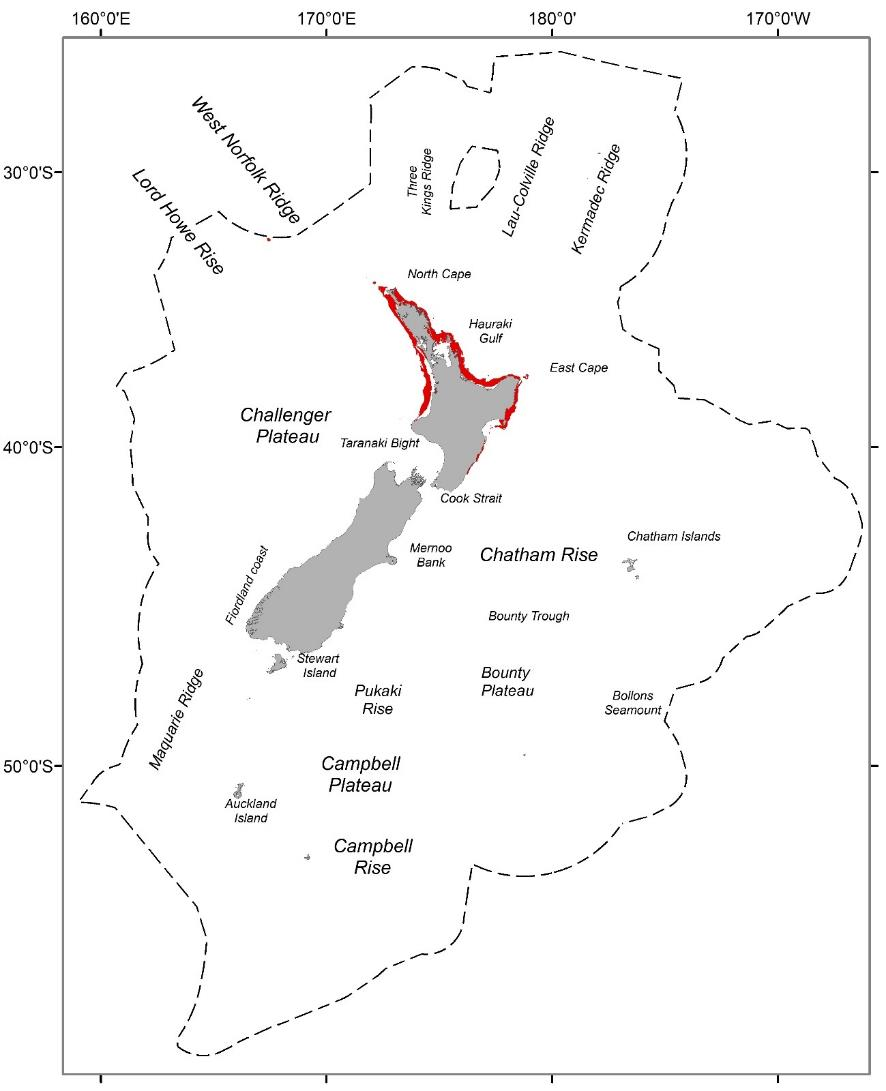 160°0'E
170°0'E
180°0'
170°0'W
30°0'S
40°0'S
50°0'S
West Norfolk Ridge
Lord Howe Rise
Three
Kings Ridge
Lau-Colville Ridge
Kermadec Ridge
North Cape
Hauraki
Gulf
East Cape
Challenger
Plateau
Taranaki Bight
Cook Strait
Mernoo
Bank
Chatham Rise
Chatham Islands
Fiordland coast
Bounty Trough
Stewart
Island
Pukaki
Rise
Bounty
Plateau
Bollons
Seamount
Maquarie Ridge
Campbell
Plateau
Auckland
Island
Campbell
Rise